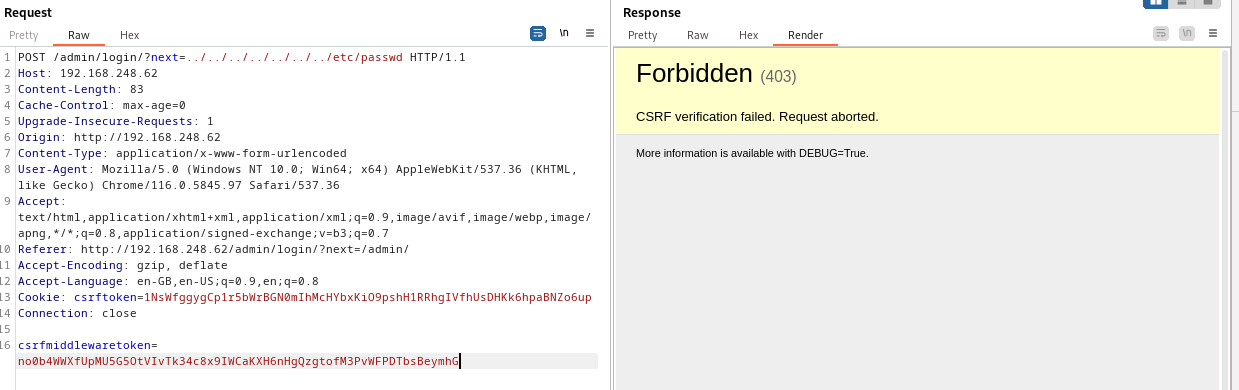 Request
Pretty Raw Hex
\n
1 POST /admin/login/?next=../../../../../../../etc/passwd HTTP/1.1
2 Host: 192.168.248.62
3 Content-Length: 83
4 Cache-Control: max-age=0
5 Upgrade-Insecure-Requests: 1
6 Origin: http://192.168.248.62
7 Content-Type: application/x-www-form-urlencoded
8 User-Agent: Mozilla/5.0 (Windows NT 10.0; Win64; x64) AppleWebKit/537.36 (KHTML,
like Gecko) Chrome/116.0.5845.97 Safari/537.36
9 Accept:
text/html,application/xhtml+xml,application/xml;q=0.9,image/avif,image/webp,image/
apng,*/*;q=0.8,application/signed-exchange;v=b3;q=0.7
10 Referer: http://192.168.248.62/admin/login/?next=/admin/
11 Accept-Encoding: gzip, deflate
12 Accept-Language: en-GB,en-US;q=0.9,en;q=0.8
13 Cookie: csrftoken=1NsWfggygCp1r5bWrBGN0mIhMcHYbxKiO9pshH1RRhgIVfhUsDHKk6hpaBNZo6up
14 Connection: close
15
16 csrfmiddlewaretoken=
no0b4WWXfUpMU5G5OtVIvTk34c8x9IWCaKXH6nHgQzgtofM3PvWFPDTbsBeymhG
Response
Pretty Raw Hex Render
\n
Forbidden (403)
CSRF verification failed. Request aborted.
More information is available with DEBUG=True.